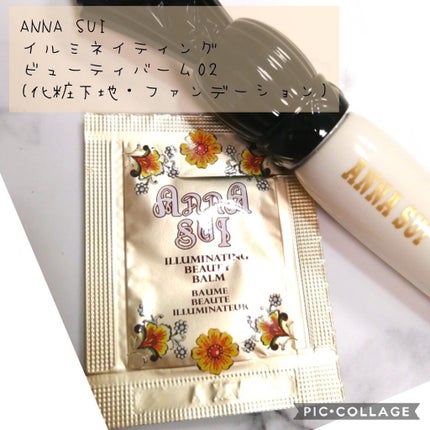 ANNA SUI
イルミネイティング
ビューティバーム02
(化粧下地・ファンデーション)
ANNA SUI
ANNA
SUI
ILLUMINATING
BEAUTY
BALM
BAUME
BEAUTE
ILLUMINATEUR
PIC•COLLAGE